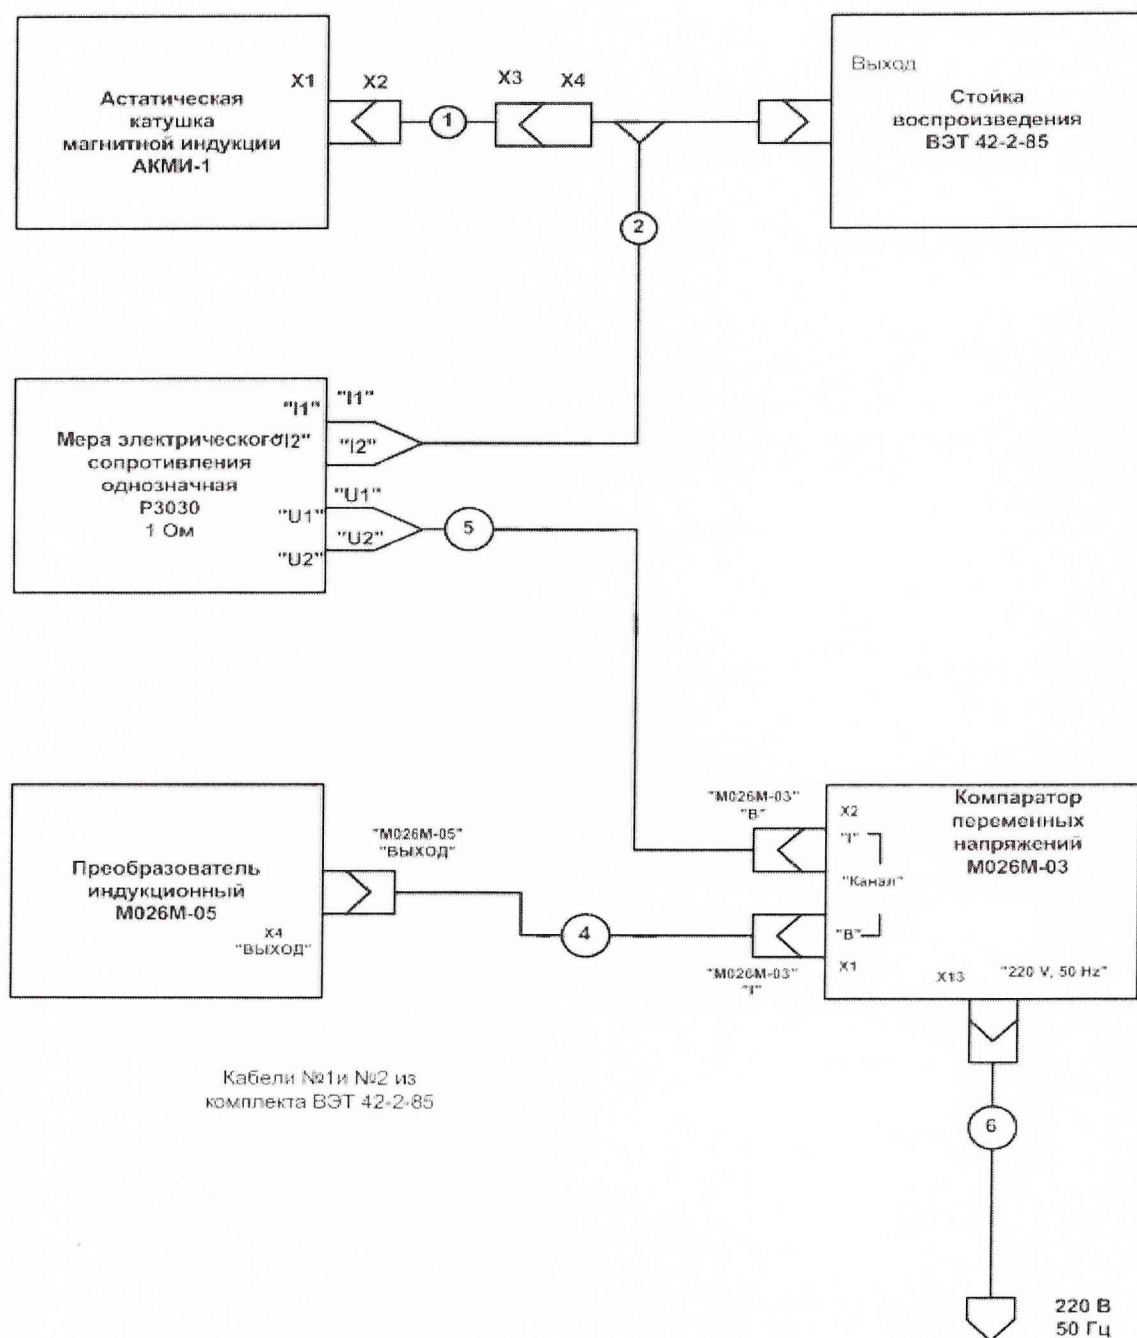 Астатическая
катушка
магнитной индукции
АКМИ-1
X1
X2
1
X3
X4
Выход
Стойка
воспроизведения
ВЭТ 42-2-85
2
Мера электрического
сопротивления
однозначная
Р3030
1 Ом
"I1"
"I1"
"I2"
"I2"
"U1"
"U1"
"U2"
"U2"
5
Преобразователь
индукционный
М026М-05
X4
"ВЫХОД"
"М026М-05"
"ВЫХОД"
4
"М026М-03"
"В"
"М026М-03"
"I"
Компаратор
переменных
напряжений
М026М-03
X2
"I"
"Канал"
"В"
X1
X13
"220 V, 50 Hz"
Кабели №1и №2 из
комплекта ВЭТ 42-2-85
6
220 В
50 Гц